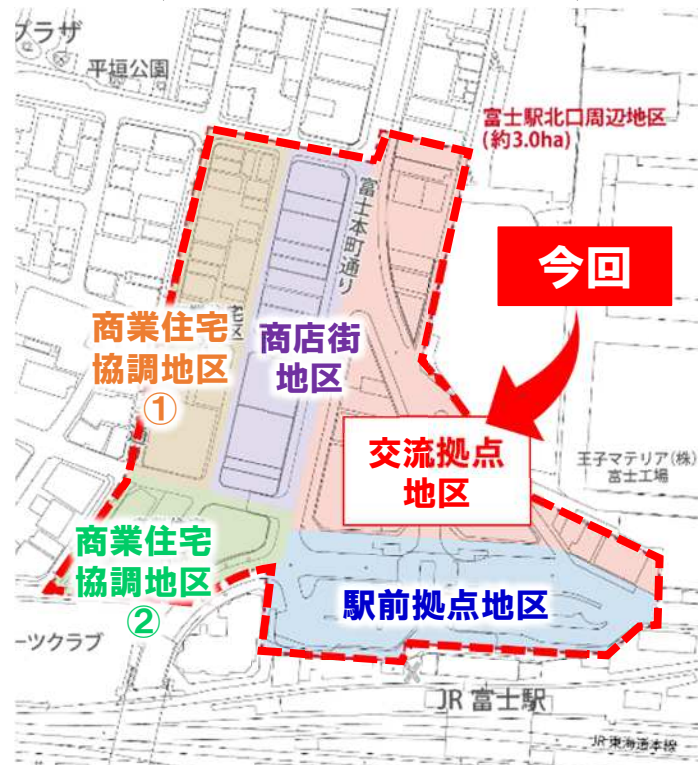 プラザ
平垣公園
富士駅北口周辺地区
(約3.0ha)
富士本町通り
今回
商業住宅
協調地区
①
商店街
地区
交流拠点
地区
王子マテリア(株)
富士工場
商業住宅
協調地区
②
駅前拠点地区
ーツクラブ
JR 富士駅
JR 東海道本線